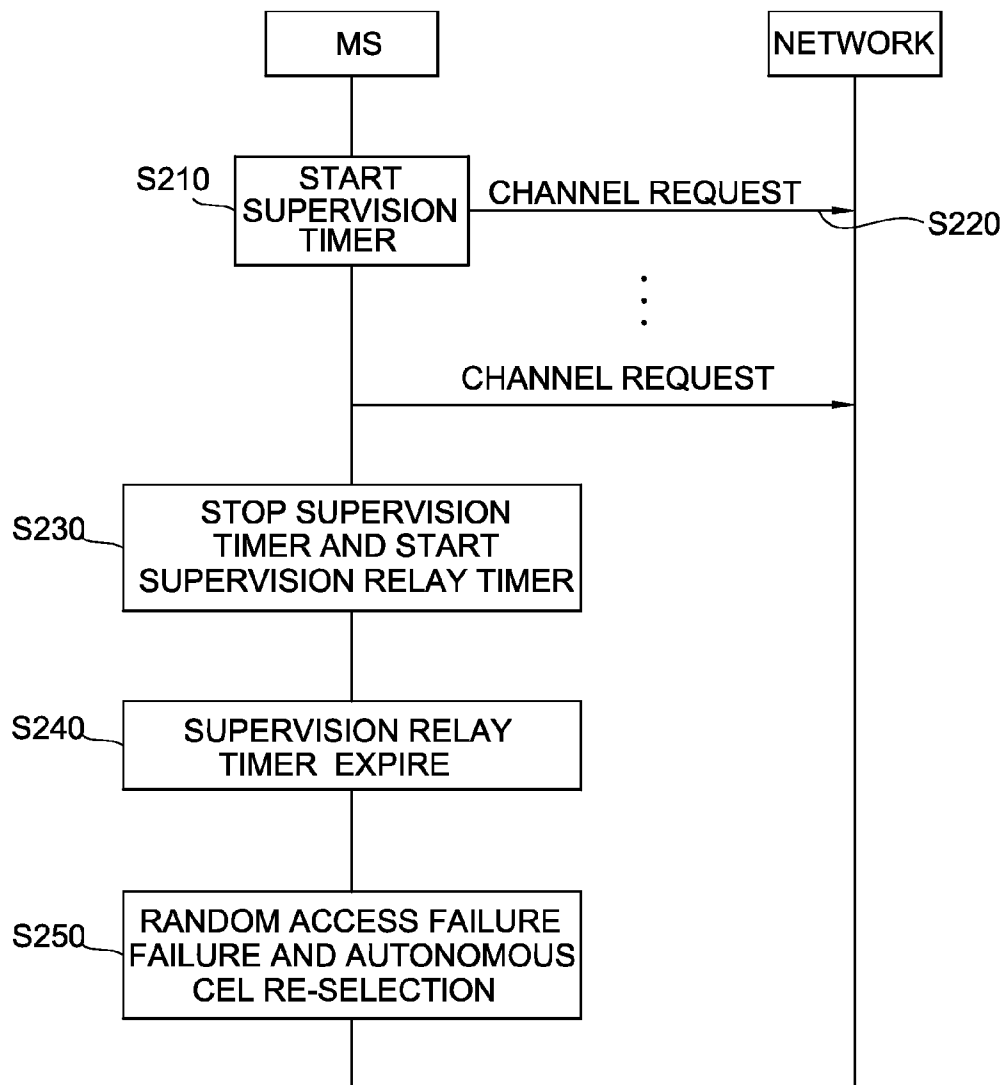 MS
NETWORK
S210
START
SUPERVISION
TIMER
CHANNEL REQUEST
S220
CHANNEL REQUEST
S230
STOP SUPERVISION
TIMER AND START
SUPERVISION RELAY TIMER
S240
SUPERVISION RELAY
TIMER EXPIRE
S250
RANDOM ACCESS FAILURE
FAILURE AND AUTONOMOUS
CEL RE-SELECTION